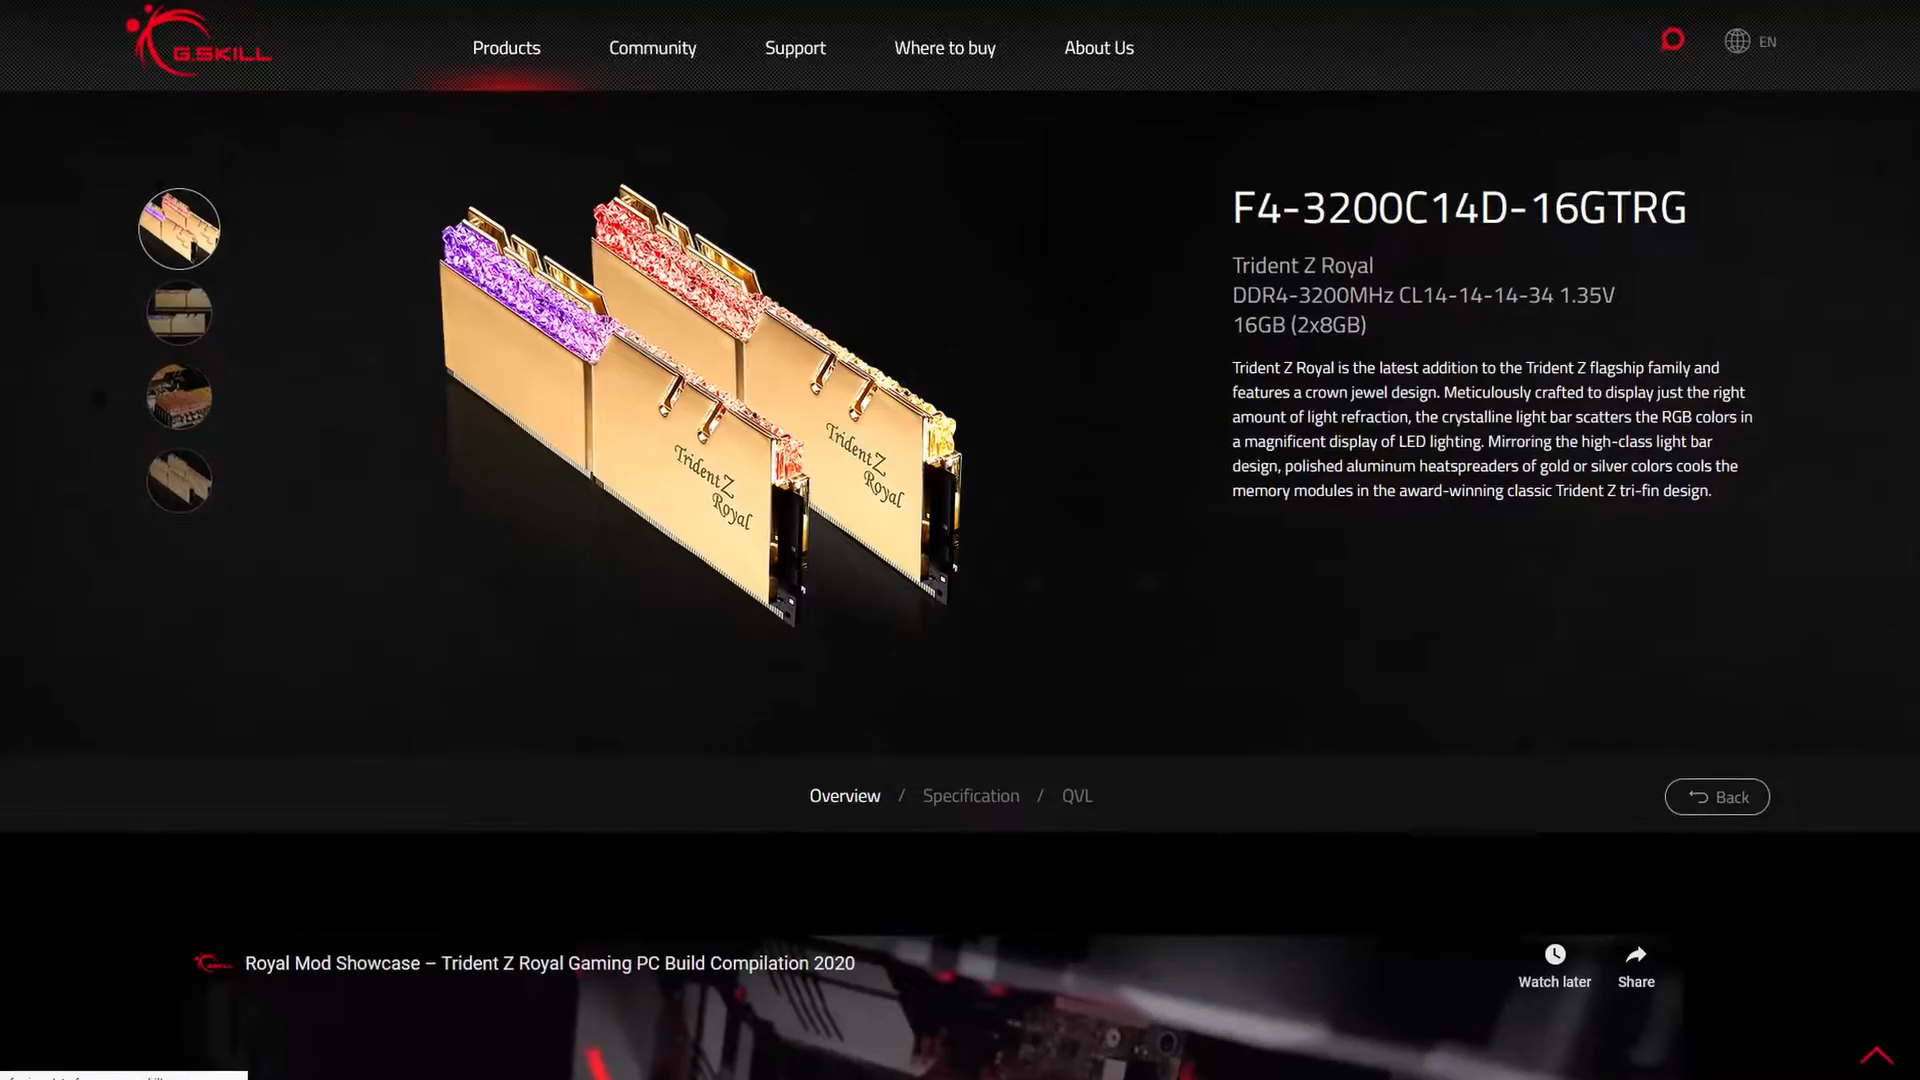 G.SKILL
Products
Community
Support
Where to buy
About Us
EN
F4-3200C14D-16GTRG
Trident Z Royal
DDR4-3200MHz CL14-14-14-34 1.35V
16GB (2x8GB)
Trident Z Royal is the latest addition to the Trident Z flagship family and
features a crown jewel design. Meticulously crafted to display just the right
amount of light refraction, the crystalline light bar scatters the RGB colors in
a magnificent display of LED lighting. Mirroring the high-class light bar
design, polished aluminum heatspreaders of gold or silver colors cools the
memory modules in the award-winning classic Trident Z tri-fin design.
Trident Z
Royal
Trident Z
Royal
Overview / Specification / QVL
Back
G.SKILL
Royal Mod Showcase – Trident Z Royal Gaming PC Build Compilation 2020
Watch later
Share